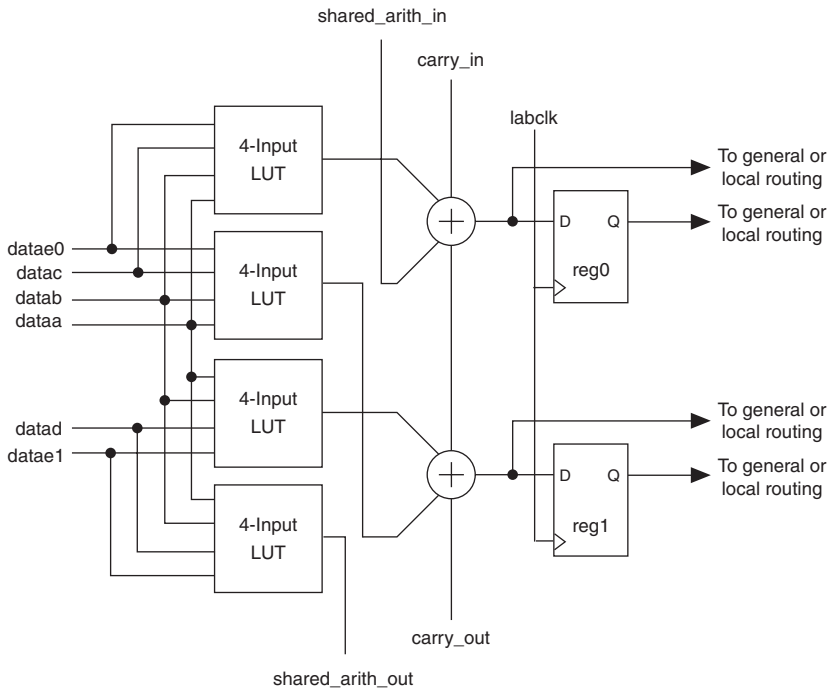 shared_arith_in
carry_in
labclk
4-Input
LUT
To general or
local routing
D Q
reg0
To general or
local routing
datae0
datac
datab
dataa
4-Input
LUT
4-Input
LUT
To general or
local routing
datad
datae1
D Q
reg1
To general or
local routing
4-Input
LUT
carry_out
shared_arith_out